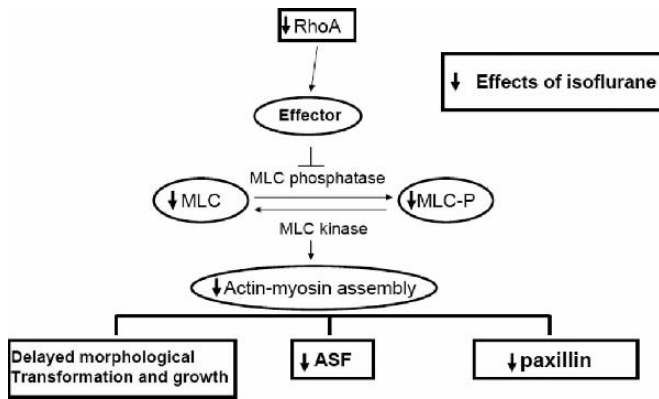 ↓RhoA
↓ Effects of isoflurane
Effector
MLC phosphatase
↓MLC
↓MLC-P
MLC kinase
↓Actin-myosin assembly
Delayed morphological
Transformation and growth
↓ ASF
↓paxillin